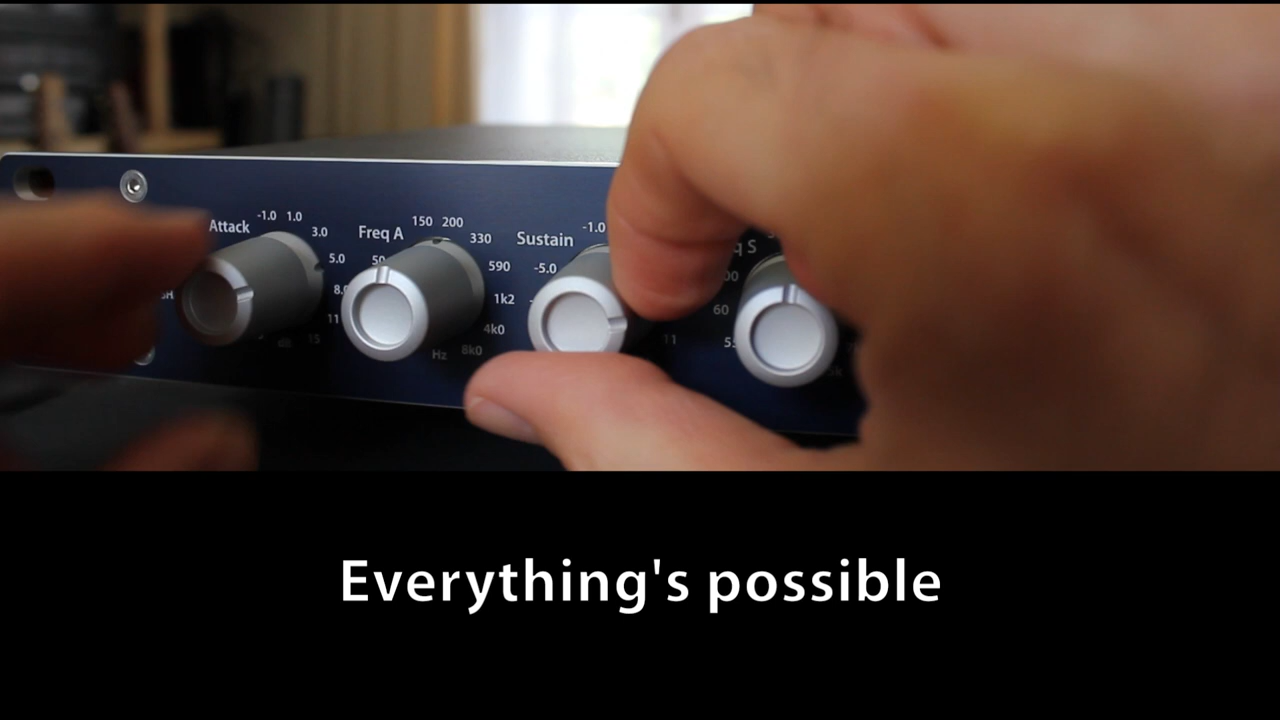 Attack
-1.0 1.0
3.0
5.0
8.0
11
15
dB
Freq A
150 200
330
590
1k2
4k0
8k0
Hz
50
Sustain
-1.0
-5.0
11
q S
60
Everything's possible